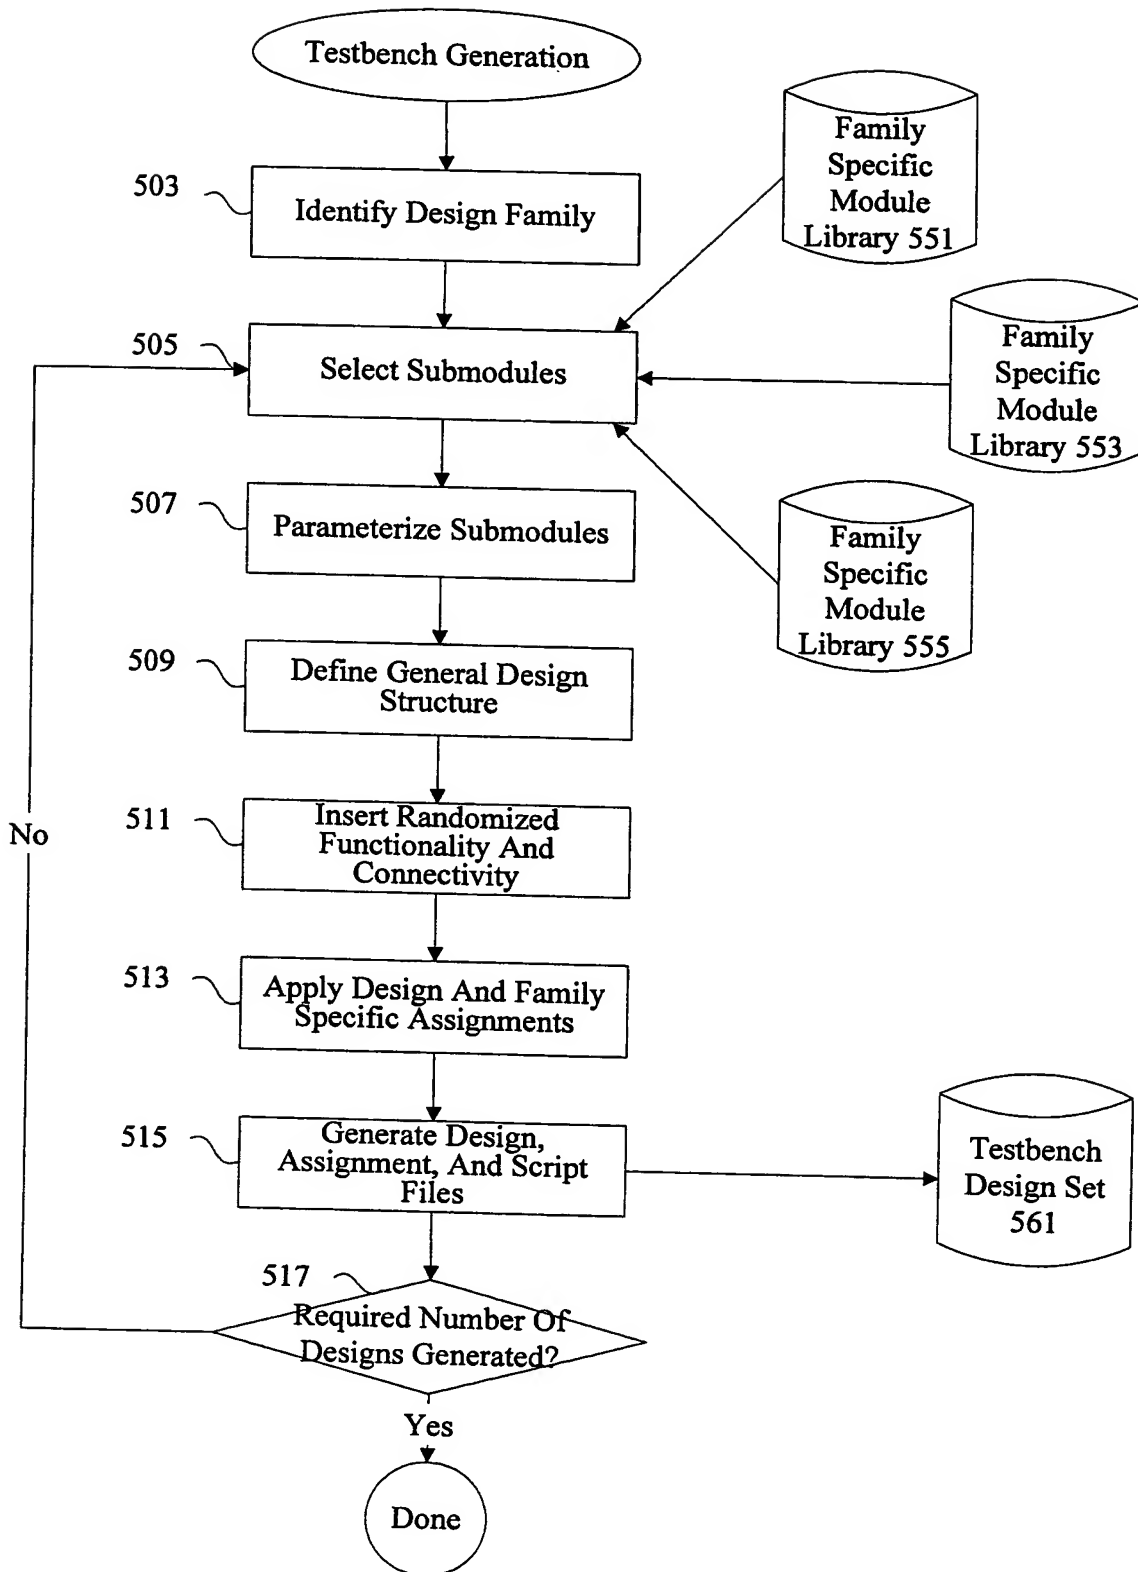 Testbench Generation
503
Identify Design Family
Family
Specific
Module
Library 551
505
Select Submodules
Family
Specific
Module
Library 553
507
Parameterize Submodules
Family
Specific
Module
Library 555
509
Define General Design
Structure
511
Insert Randomized
Functionality And
Connectivity
No
513
Apply Design And Family
Specific Assignments
515
Generate Design,
Assignment, And Script
Files
Testbench
Design Set
561
517
Required Number Of
Designs Generated?
Yes
Done